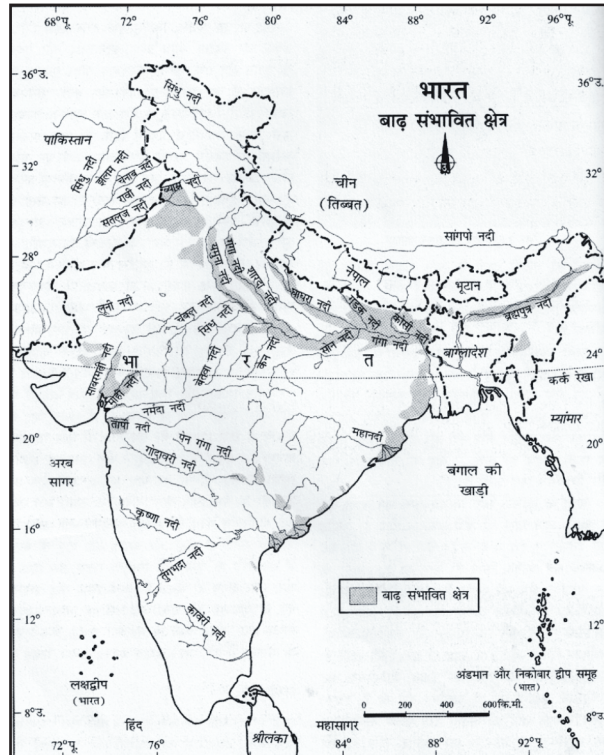 68°पू.
72°
76°
80°
84°
88°
92°
96°पू.
36°उ.
36°उ.
सिंधु नदी
भारत
बाढ़ संभावित क्षेत्र
पाकिस्तान
32°
32°
सिंधु नदी
झेलम नदी
चेनाब नदी
रावी नदी
सतलुज नदी
ब्यास नदी
चीन
(तिब्बत)
सांगपो नदी
28°
28°
गंगा नदी
यमुना नदी
शारदा नदी
नेपाल
भूटान
घाघरा नदी
गंडक नदी
कोसी नदी
ब्रह्मपुत्र नदी
लूनी नदी
चंबल नदी
सिंध नदी
बेतवा नदी
केन नदी
सोन नदी
गंगा नदी
बांग्लादेश
24°
24°
साबरमती नदी
माही नदी
भा र त
कर्क रेखा
नर्मदा नदी
म्यांमार
तापी नदी
20°
20°
पेन गंगा नदी
महानदी
गोदावरी नदी
अरब
सागर
बंगाल की
खाड़ी
16°
16°
कृष्णा नदी
तुंगभद्रा नदी
बाढ़ संभावित क्षेत्र
12°
12°
कावेरी नदी
लक्षद्वीप
(भारत)
अंडमान और निकोबार द्वीप समूह
(भारत)
0 200 400 600कि.मी.
8°उ.
8°उ.
हिंद
महासागर
श्रीलंका
72°पू.
76°
80°
84°
88°
92°पू.